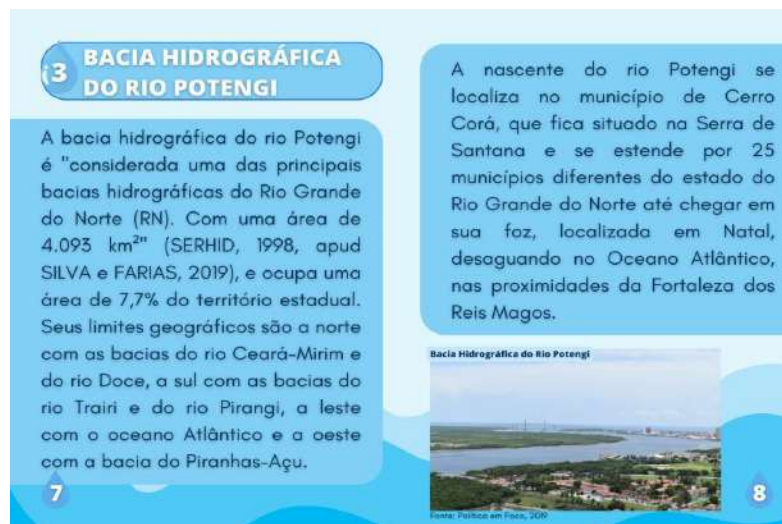 3 BACIA HIDROGRÁFICA
DO RIO POTENGI
A bacia hidrográfica do rio Potengi
é "considerada uma das principais
bacias hidrográficas do Rio Grande
do Norte (RN). Com uma área de
4.093 km²" (SERHID, 1998, apud
SILVA e FARIAS, 2019), e ocupa uma
área de 7,7% do território estadual.
Seus limites geográficos são a norte
com as bacias do rio Ceará-Mirim e
do rio Doce, a sul com as bacias do
rio Trairi e do rio Pirangi, a leste
com o oceano Atlântico e a oeste
com a bacia do Piranhas-Açu.
7
A nascente do rio Potengi se
localiza no município de Cerro
Corá, que fica situado na Serra de
Santana e se estende por 25
municípios diferentes do estado do
Rio Grande do Norte até chegar em
sua foz, localizada em Natal,
desaguando no Oceano Atlântico,
nas proximidades da Fortaleza dos
Reis Magos.
Bacia Hidrográfica do Rio Potengi
Fonte: Política em Foco, 2019
8